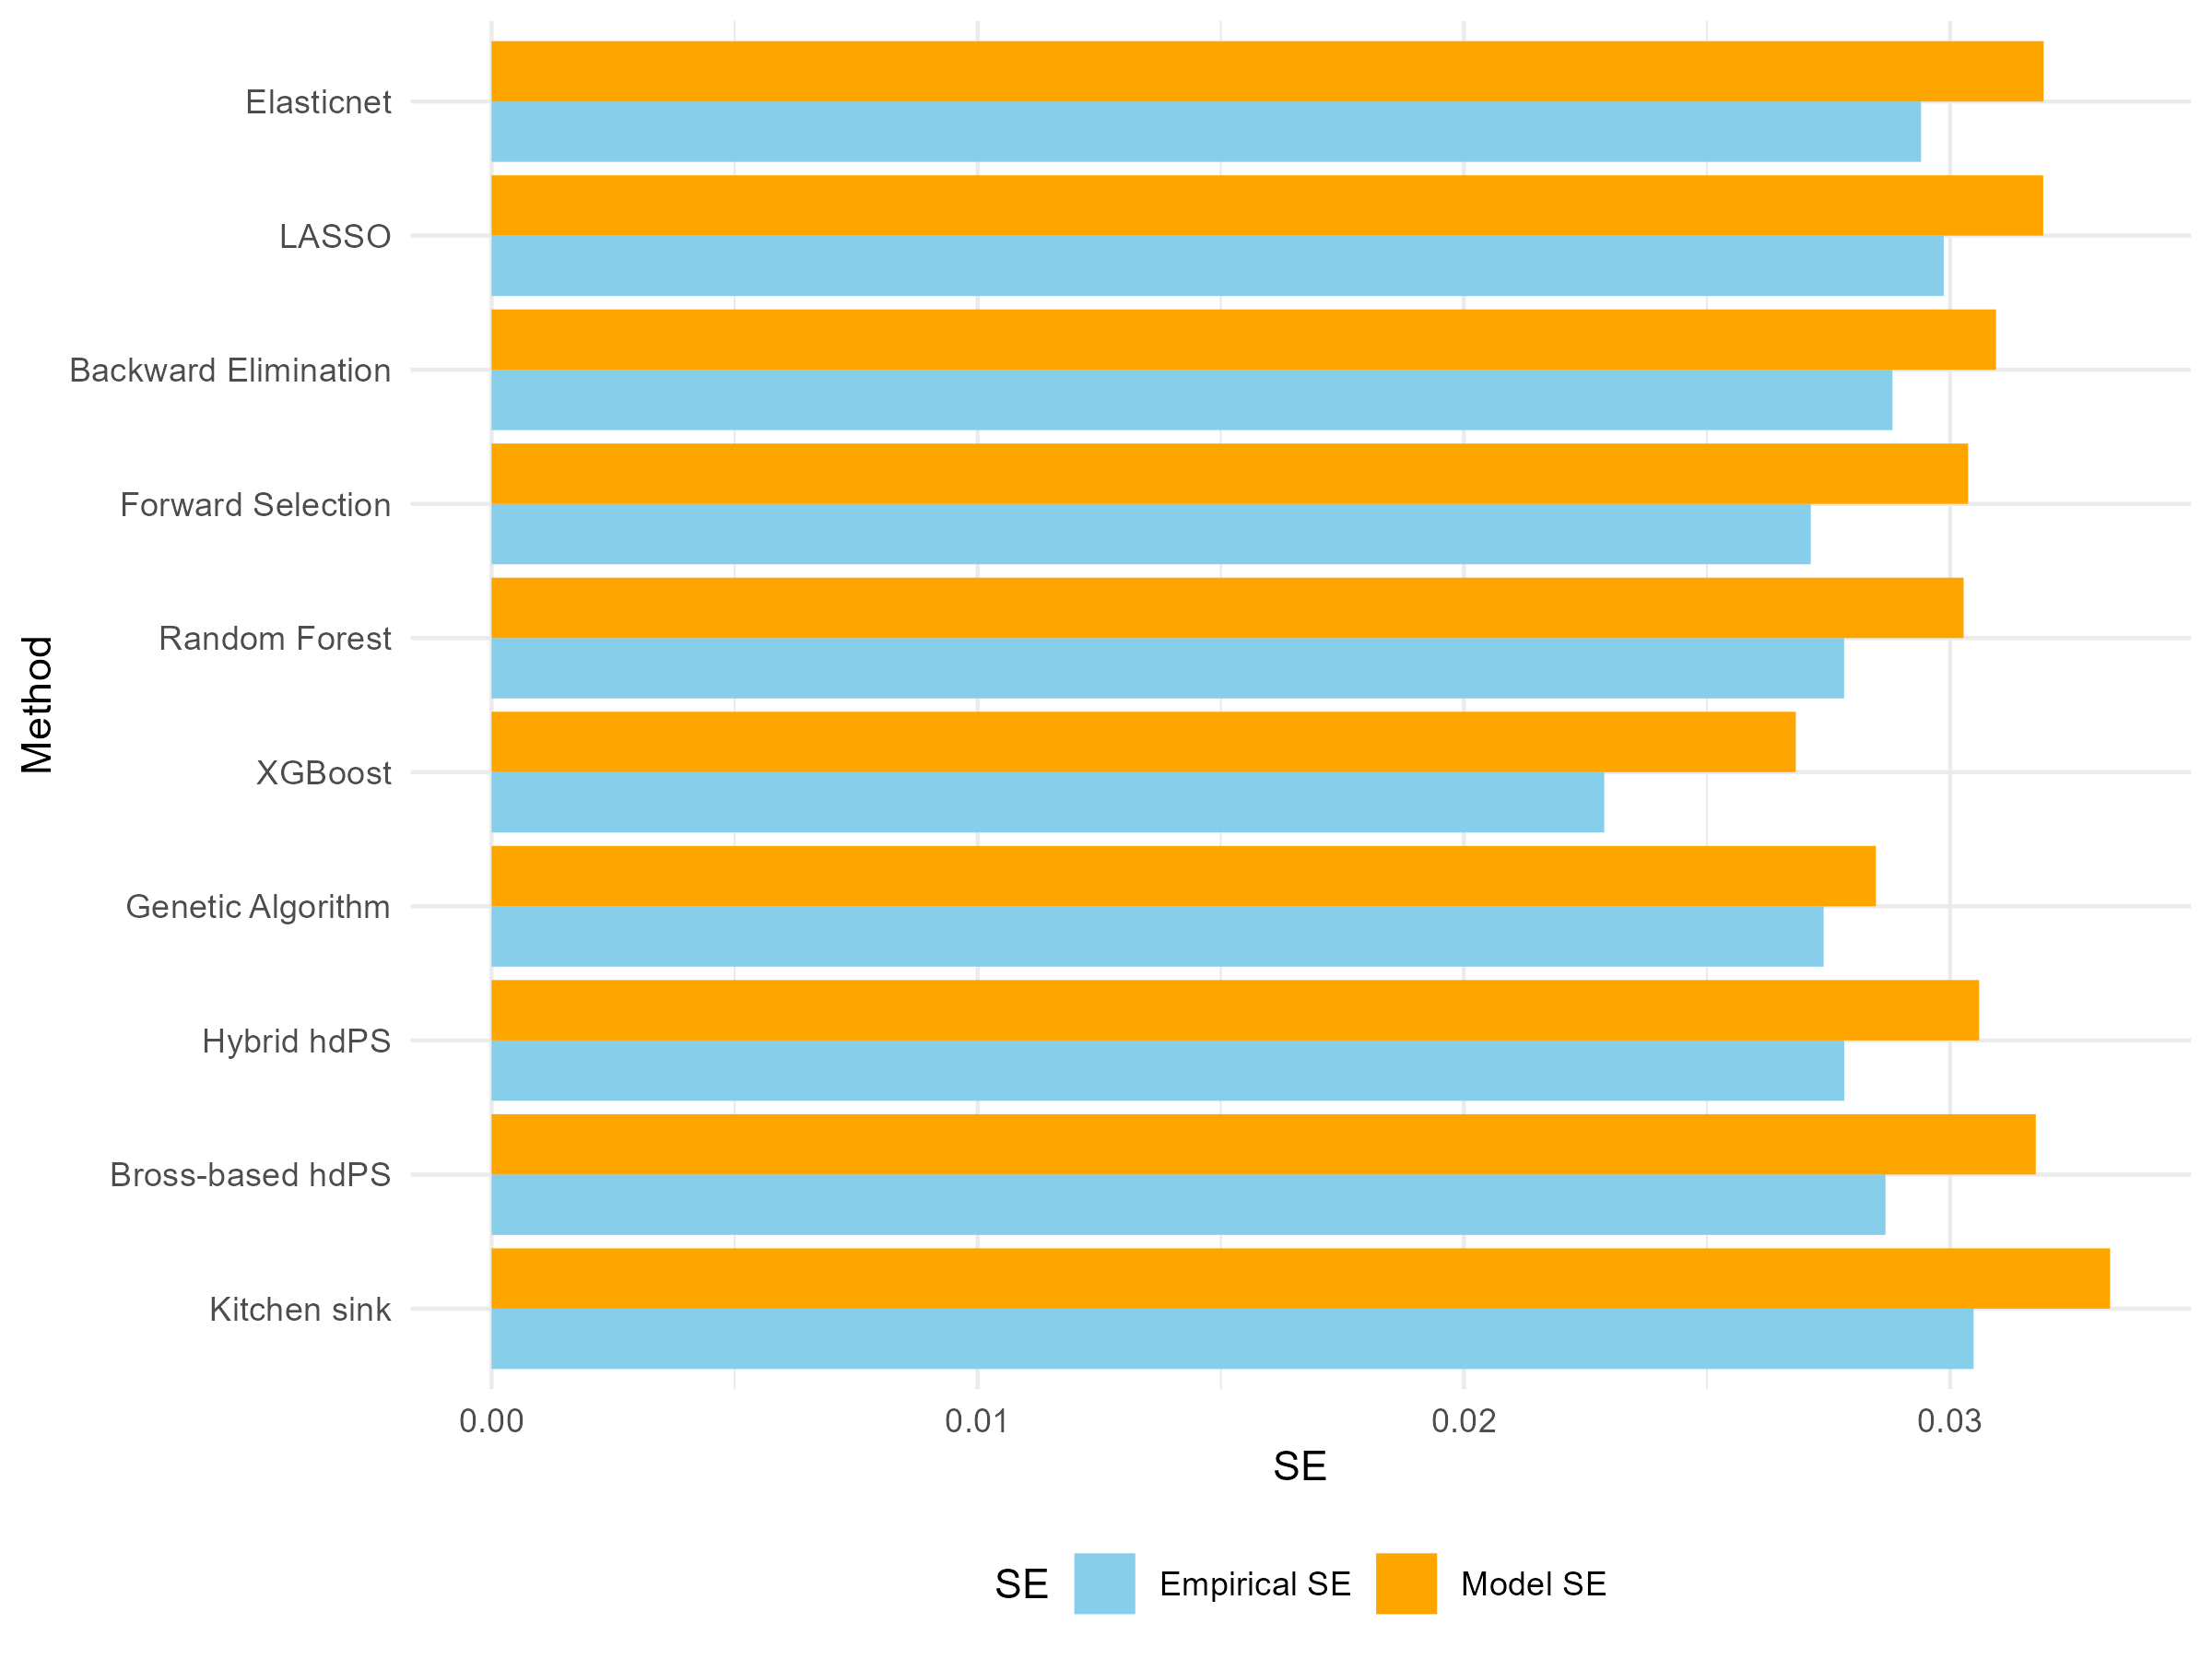 Method
Elasticnet
LASSO
Backward Elimination
Forward Selection
Random Forest
XGBoost
Genetic Algorithm
Hybrid hdPS
Bross-based hdPS
Kitchen sink
0.00 0.01 0.02 0.03
SE
SE Empirical SE Model SE